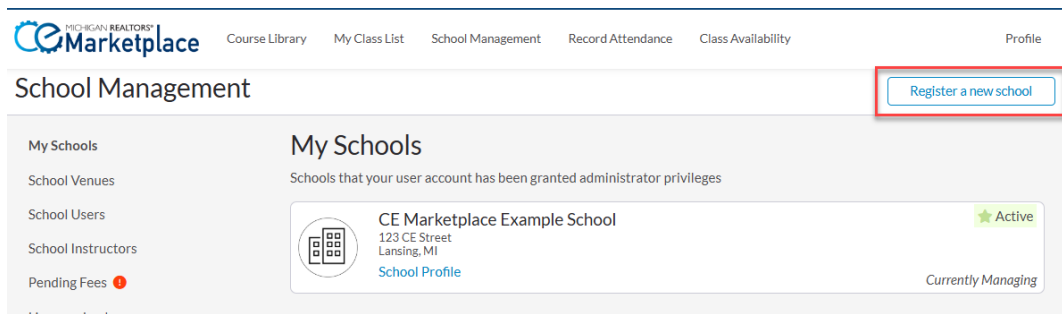 MICHIGAN REALTORS®
CE Marketplace
Course Library My Class List School Management Record Attendance Class Availability Profile
School Management
Register a new school
My Schools
School Venues
School Users
School Instructors
Pending Fees !
My Schools
Schools that your user account has been granted administrator privileges
CE Marketplace Example School
Active
123 CE Street
Lansing, MI
School Profile
Currently Managing